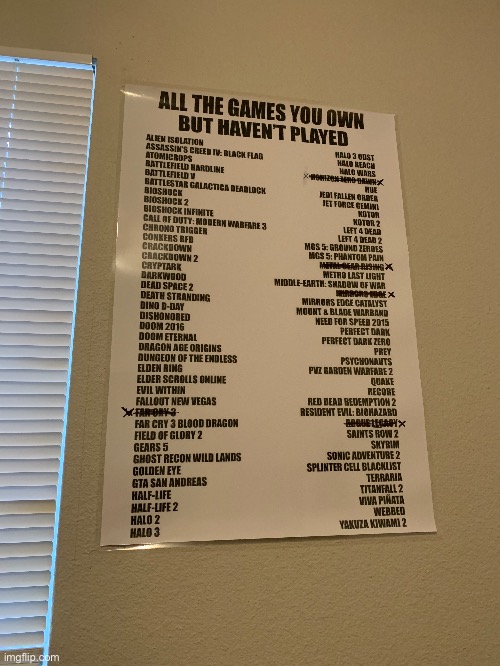 ALL THE GAMES YOU OWN
BUT HAVEN'T PLAYED
ALIEN ISOLATION
ASSASSIN'S CREED IV: BLACK FLAG
ATOMICROPS
BATTLEFIELD HARDLINE
BATTLEFIELD V
BATTLESTAR GALACTICA DEADLOCK
BIOSHOCK
BIOSHOCK 2
BIOSHOCK INFINITE
CALL OF DUTY: MODERN WARFARE 3
CHRONO TRIGGER
CONKERS BFD
CRACKDOWN
CRACKDOWN 2
CRYPTARK
DARKWOOD
DEAD SPACE 2
DEATH STRANDING
DINO D-DAY
DISHONORED
DOOM 2016
DOOM ETERNAL
DRAGON AGE ORIGINS
DUNGEON OF THE ENDLESS
ELDEN RING
ELDER SCROLLS ONLINE
EVIL WITHIN
FALLOUT NEW VEGAS
FAR CRY 3
FAR CRY 3 BLOOD DRAGON
FIELD OF GLORY 2
GEARS 5
GHOST RECON WILD LANDS
GOLDEN EYE
GTA SAN ANDREAS
HALF-LIFE
HALF-LIFE 2
HALO 2
HALO 3
HALO 3 ODST
HALO REACH
HALO WARS
HORIZON ZERO DAWN
HUE
JEDI FALLEN ORDER
JET FORCE GEMINI
KOTOR
KOTOR 2
LEFT 4 DEAD
LEFT 4 DEAD 2
MGS 5: GROUND ZEROES
MGS 5: PHANTOM PAIN
METAL GEAR RISING
METRO LAST LIGHT
MIDDLE-EARTH: SHADOW OF WAR
MIRRORS EDGE
MIRRORS EDGE CATALYST
MOUNT & BLADE WARBAND
NEED FOR SPEED 2015
PERFECT DARK
PERFECT DARK ZERO
PREY
PSYCHONAUTS
PVZ GARDEN WARFARE 2
QUAKE
RECORE
RED DEAD REDEMPTION 2
RESIDENT EVIL: BIOHAZARD
ROGUE LEGACY
SAINTS ROW 2
SKYRIM
SONIC ADVENTURE 2
SPLINTER CELL BLACKLIST
TERRARIA
TITANFALL 2
VIVA PIÑATA
WEBBED
YAKUZA KIWAMI 2
imgflip.com